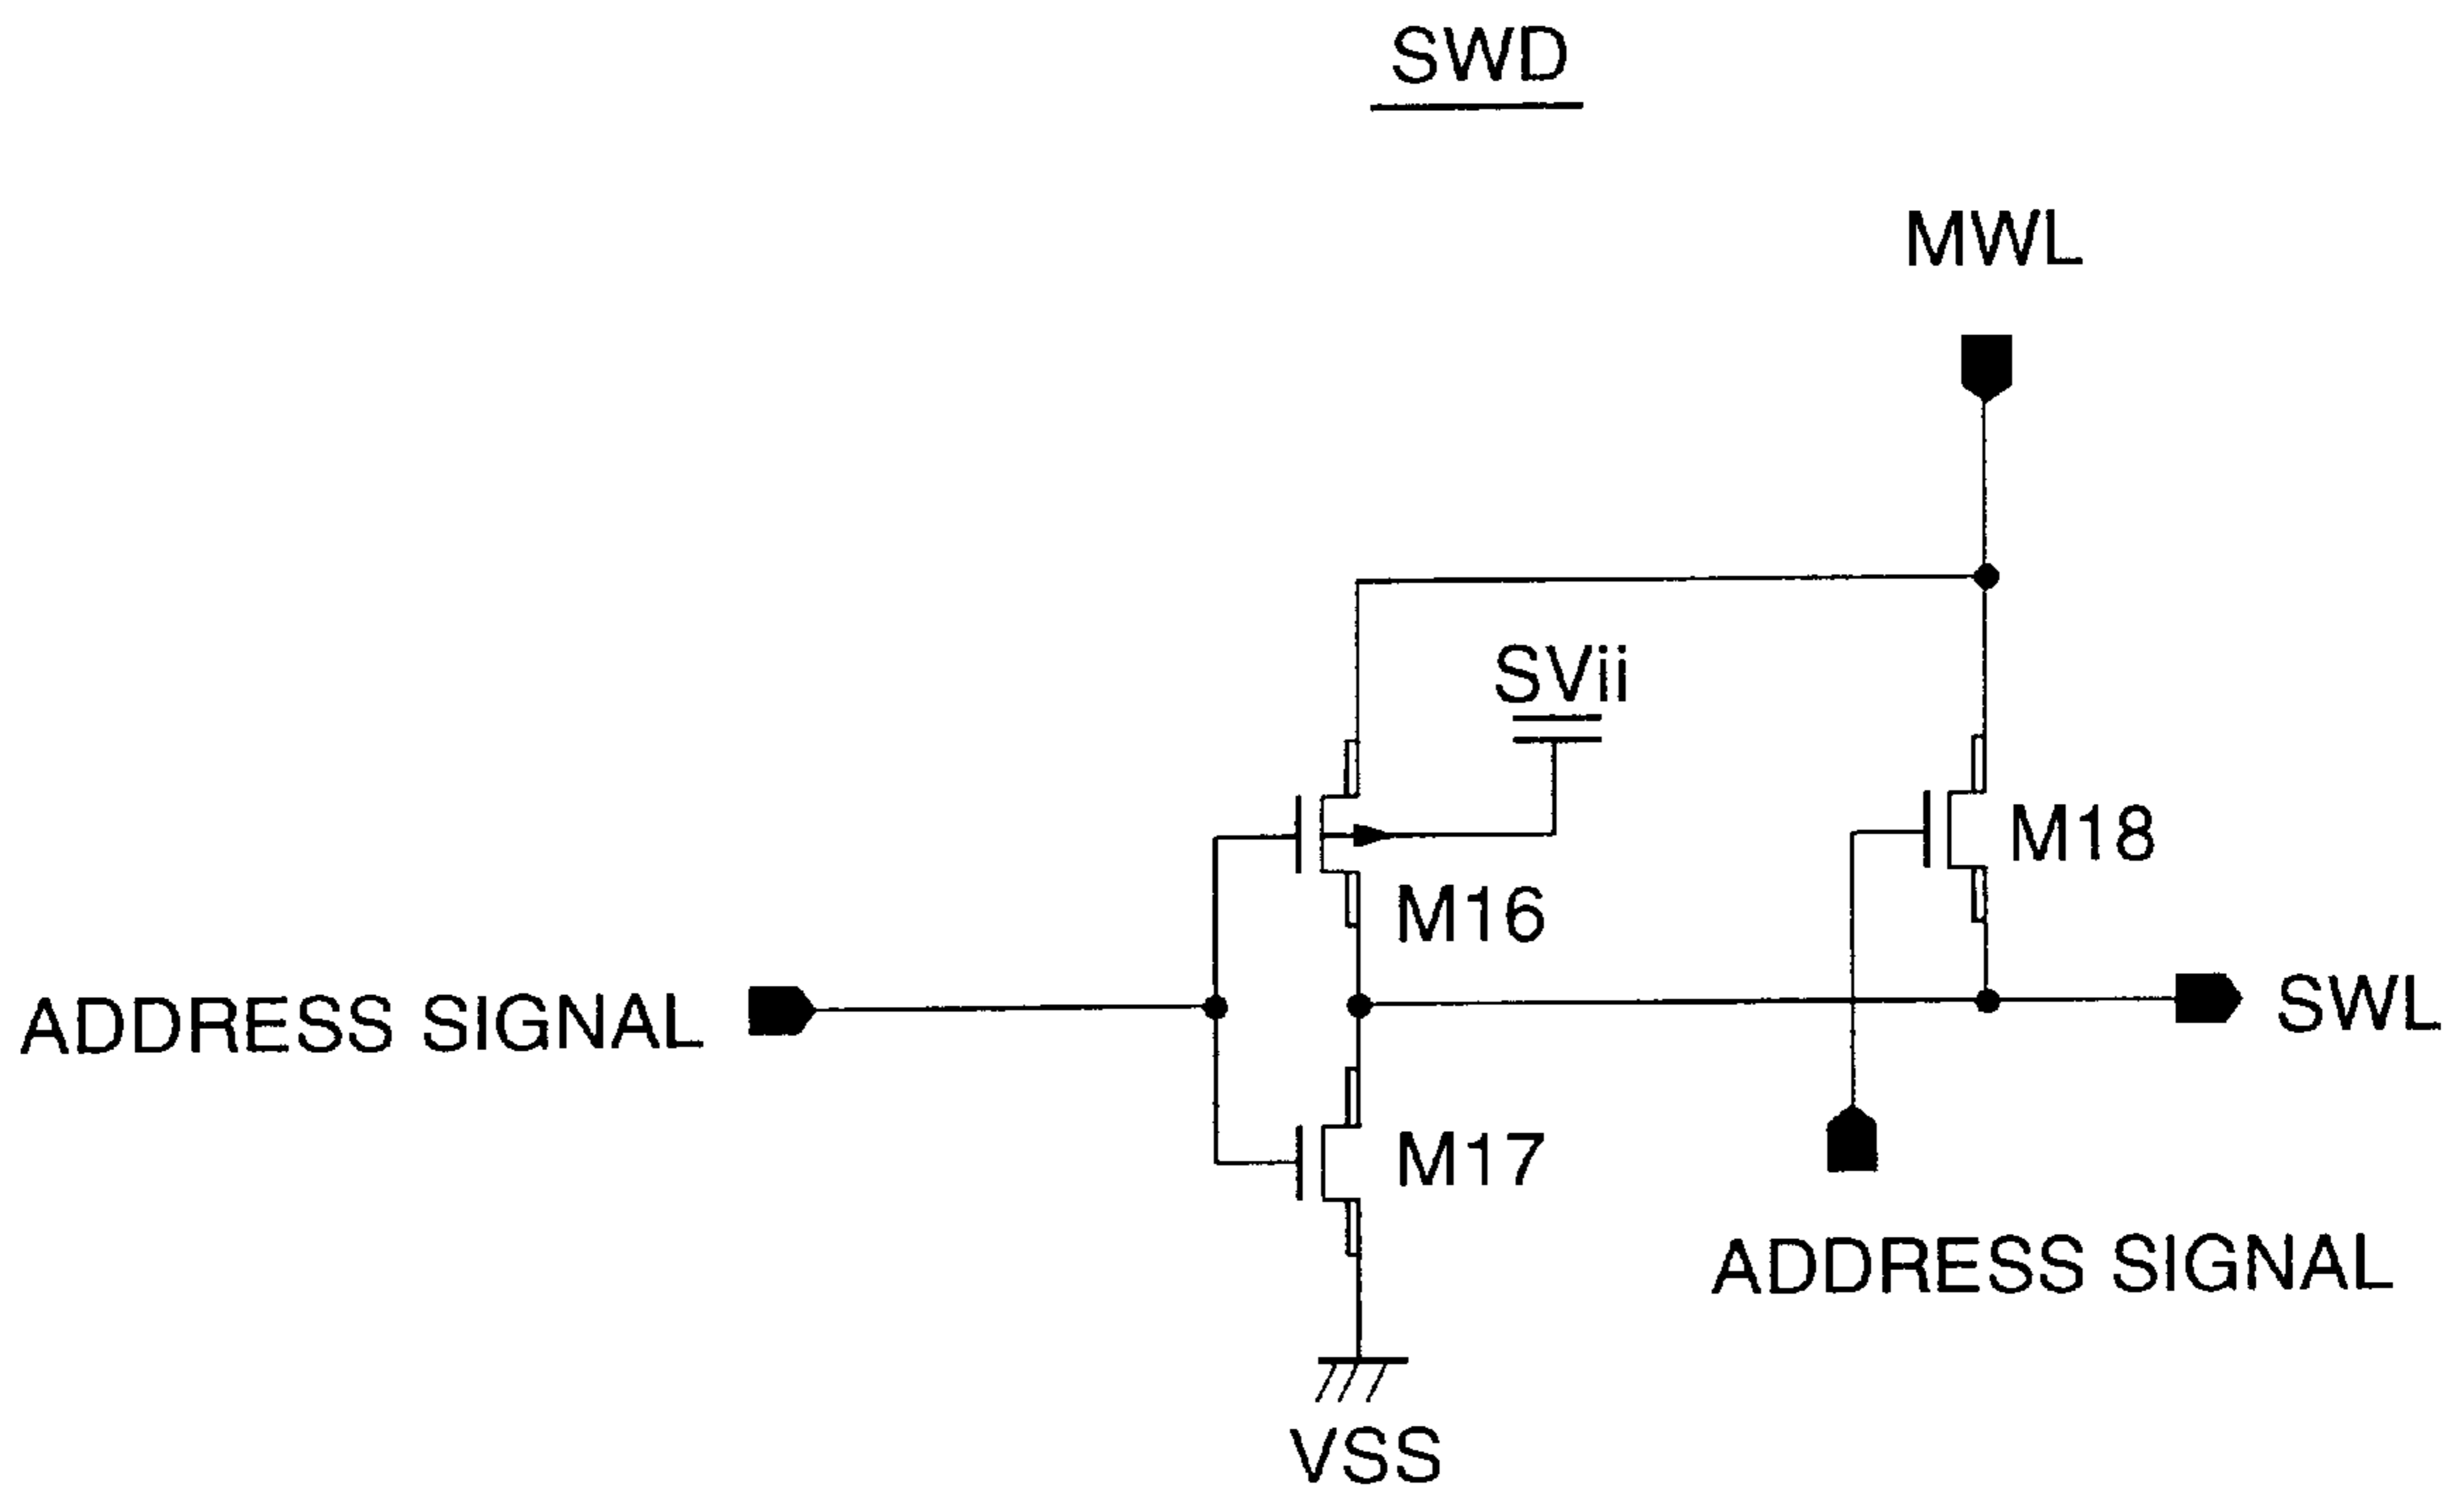 SWD
MWL
SVii
M18
M16
ADDRESS SIGNAL
SWL
M17
ADDRESS SIGNAL
VSS